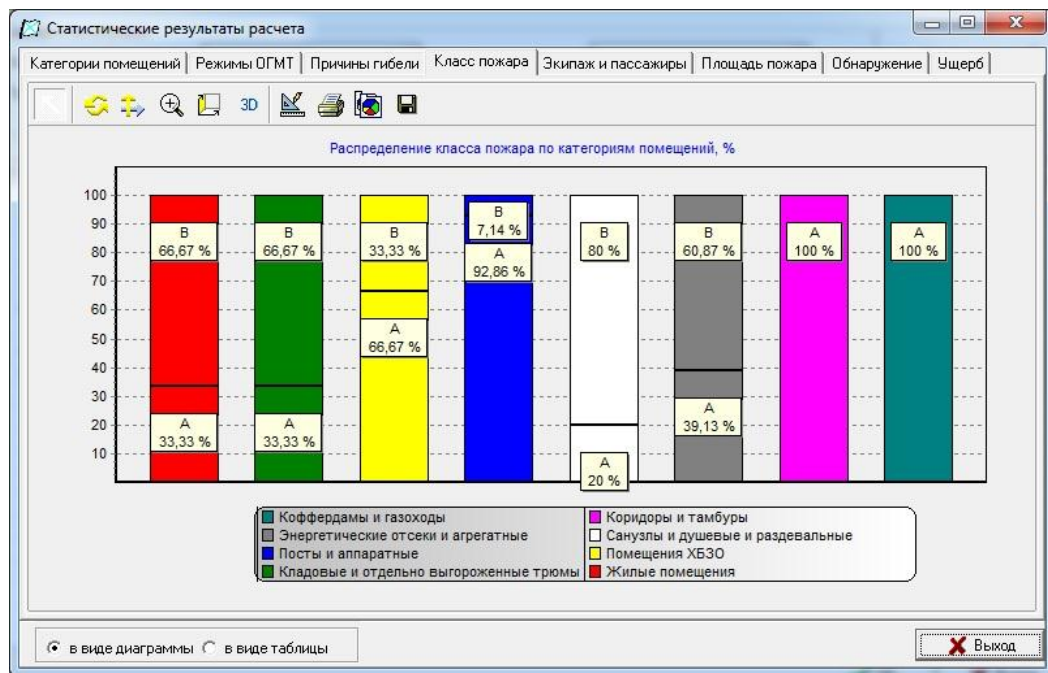 Статистические результаты расчета
Категории помещений Режимы ОГМТ Причины гибели Класс пожара Экипаж и пассажиры Площадь пожара Обнаружение Ущерб
3D
Распределение класса пожара по категориям помещений, %
100
90
80
70
60
50
40
30
20
10
B
66,67 %
A
33,33 %
B
66,67 %
A
33,33 %
B
33,33 %
A
66,67 %
B
7,14 %
A
92,86 %
B
80 %
A
20 %
B
60,87 %
A
39,13 %
A
100 %
A
100 %
Коффердамы и газоходы
Энергетические отсеки и агрегатные
Посты и аппаратные
Кладовые и отдельно выгороженные трюмы
Коридоры и тамбуры
Санузлы и душевые и раздевальные
Помещения ХБЗО
Жилые помещения
в виде диаграммы в виде таблицы
Выход